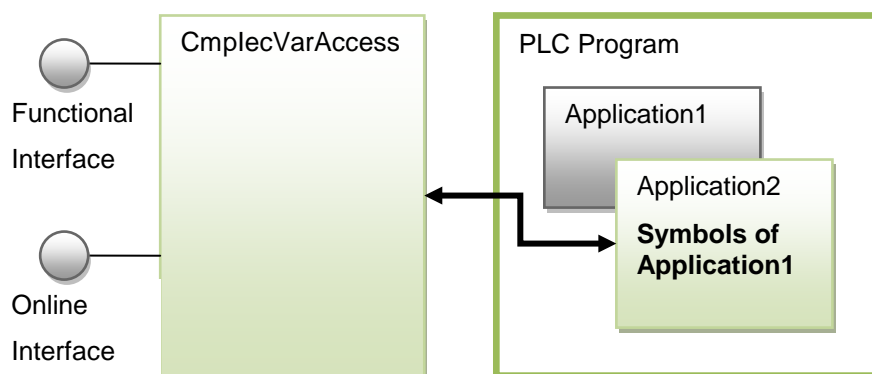 CmpIecVarAccess
PLC Program
Functional
Interface
Application1
Application2
Symbols of
Application1
Online
Interface